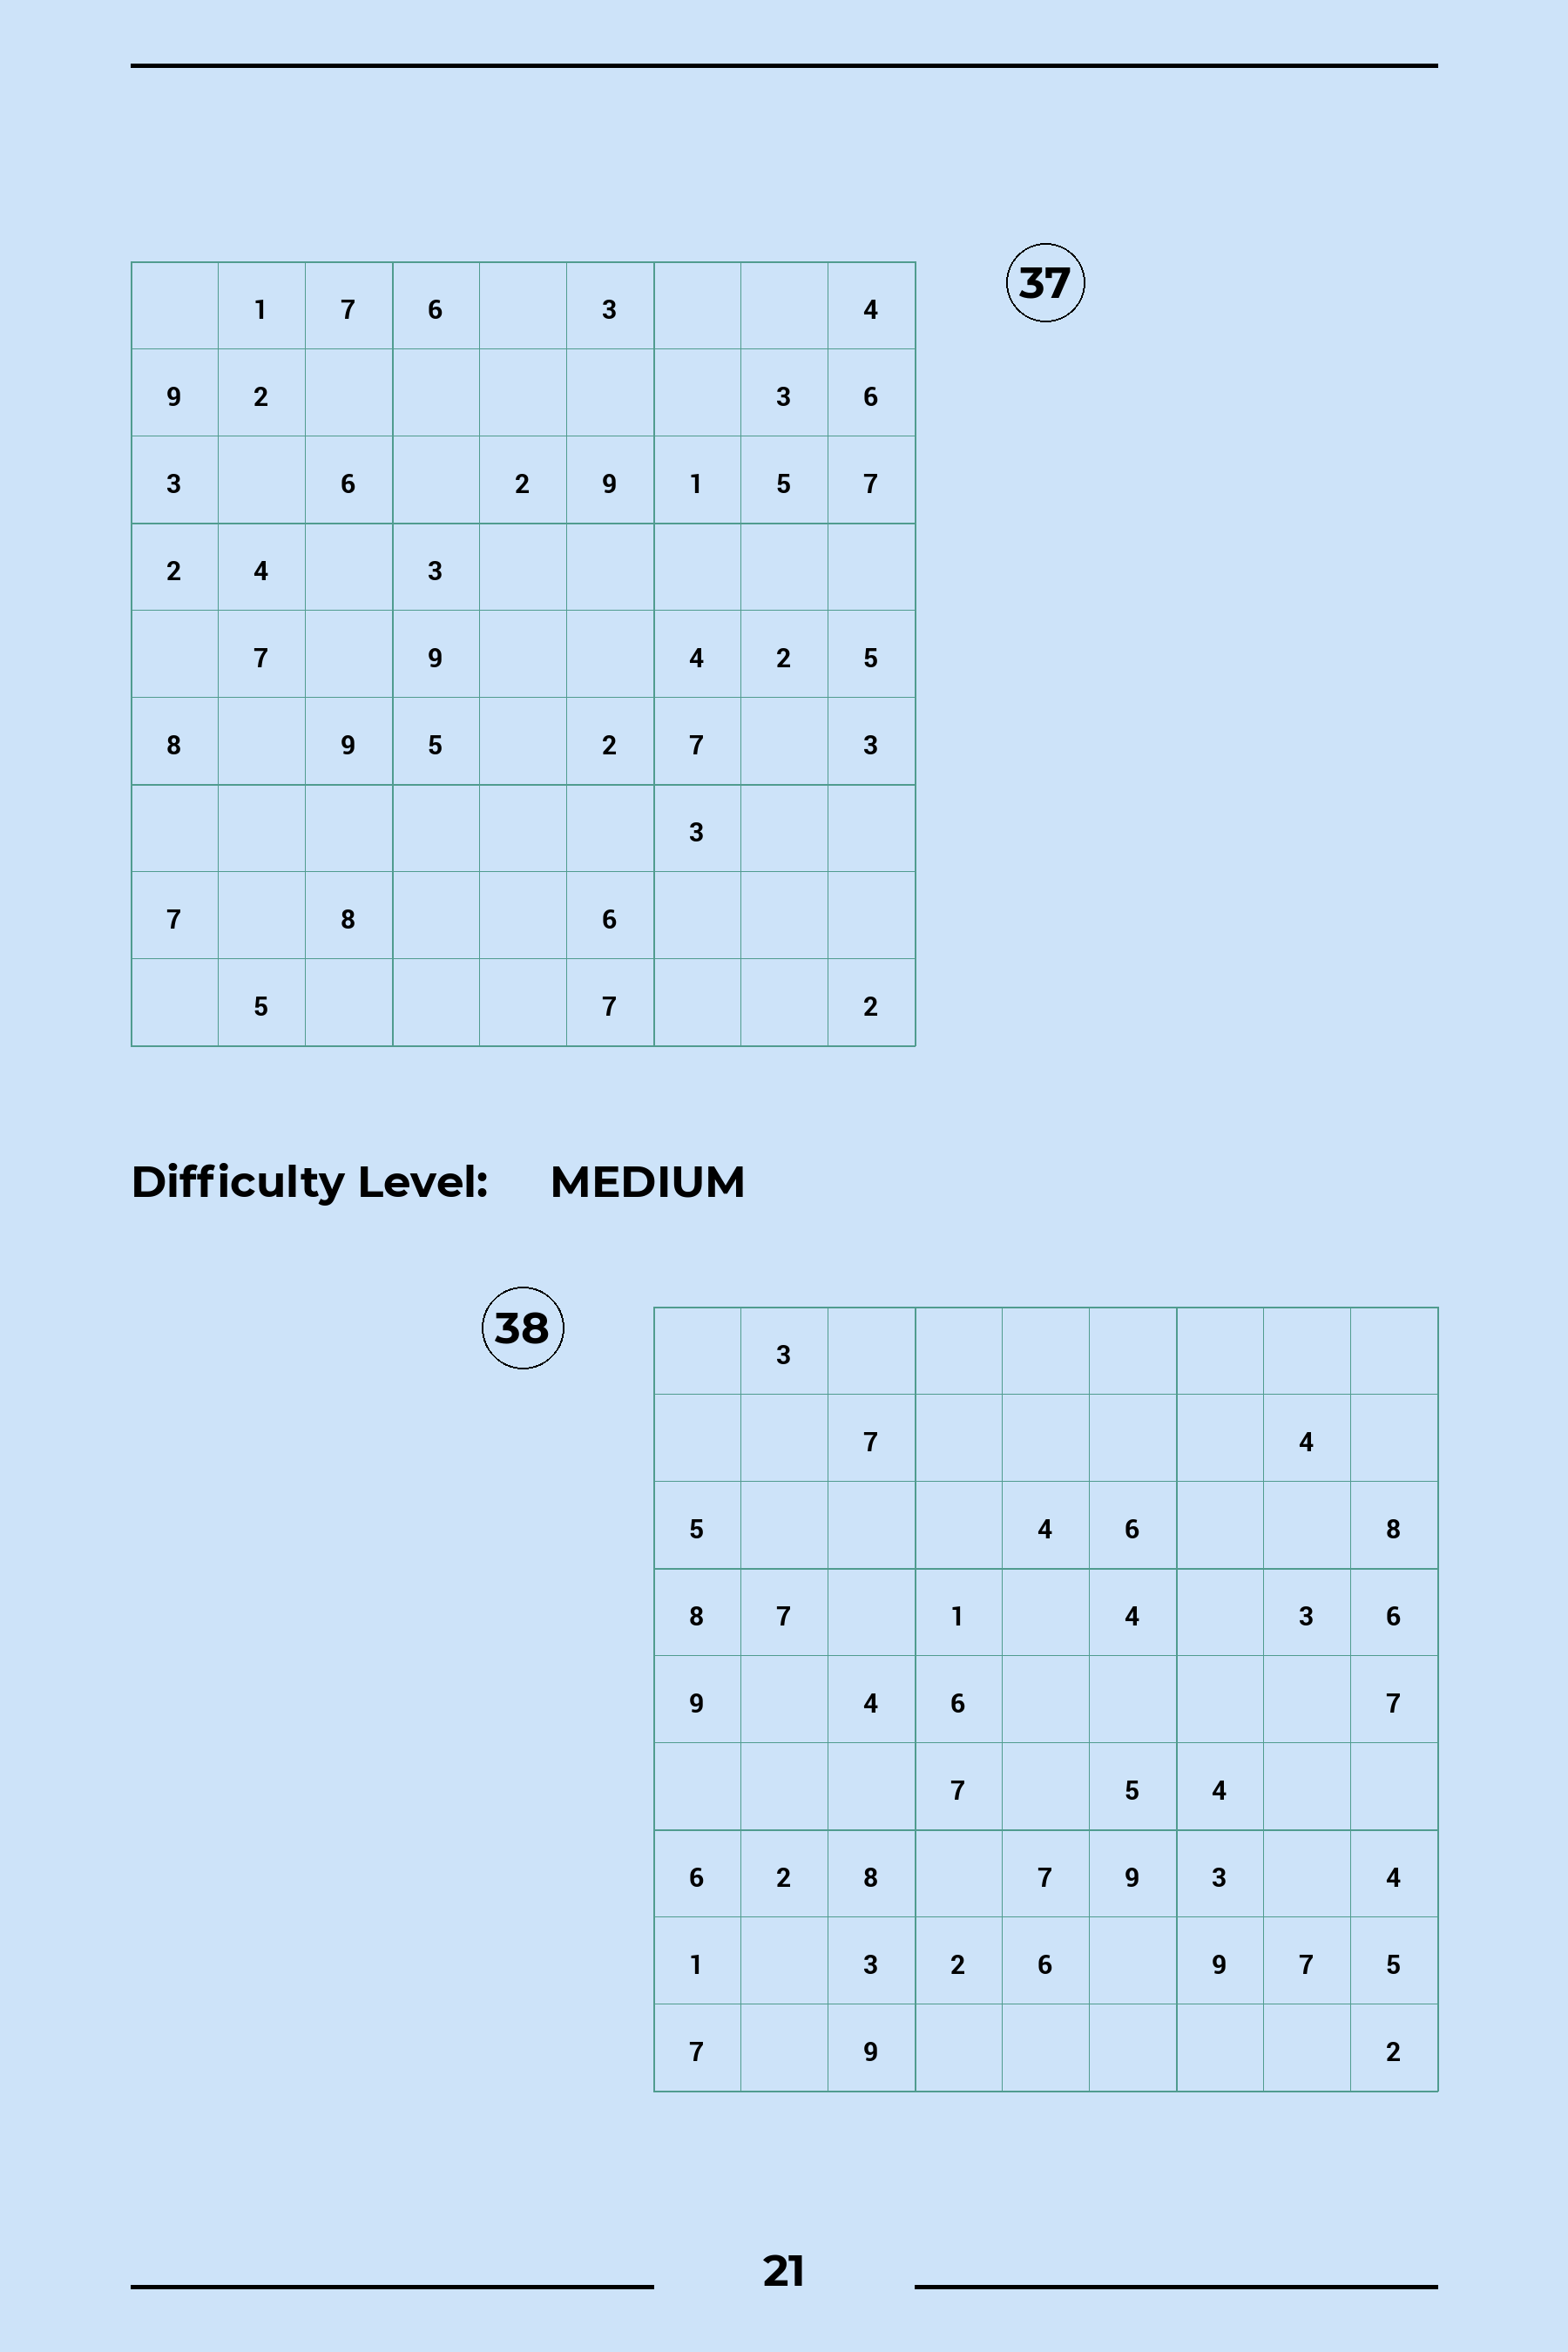 37
1 7 6 3 4
9 2 3 6
3 6 2 9 1 5 7
2 4 3
7 9 4 2 5
8 9 5 2 7 3
3
7 8 6
5 7 2
Difficulty Level: MEDIUM
38
3
7 4
5 4 6 8
8 7 1 4 3 6
9 4 6 7
7 5 4
6 2 8 7 9 3 4
1 3 2 6 9 7 5
7 9 2
21